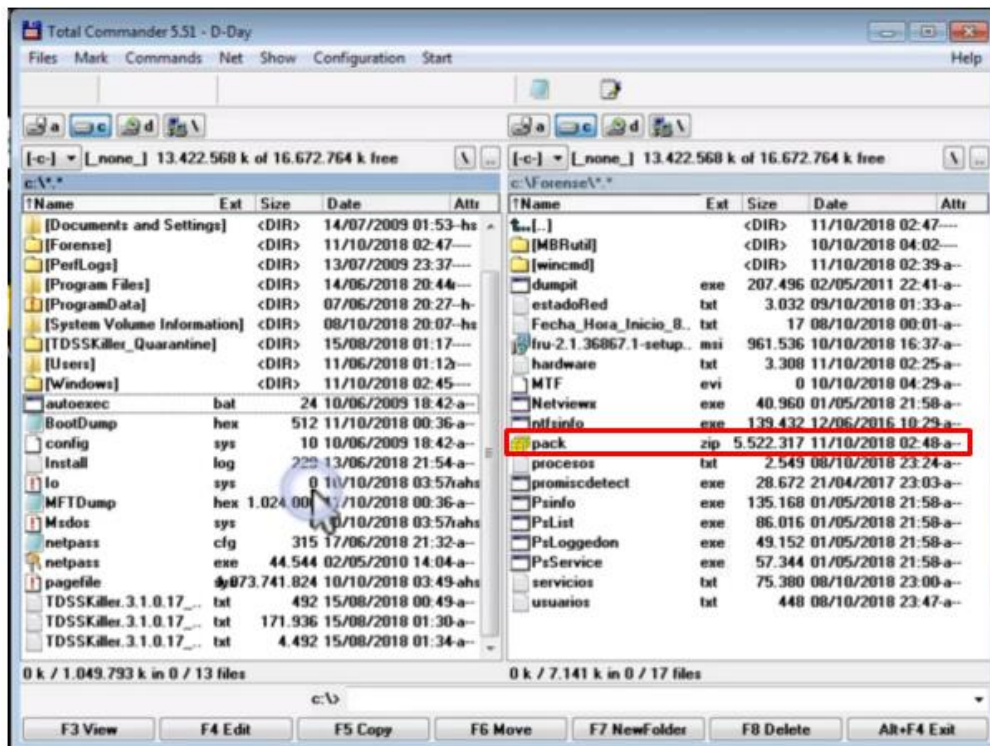 Total Commander 5.51 - D-Day
Files Mark Commands Net Show Configuration Start Help
a c d \ a c d \
[-c-] [_none_] 13.422.568 k of 16.672.764 k free \ .. [-c-] [_none_] 13.422.568 k of 16.672.764 k free \ ..
c:\*.*
↑Name Ext Size Date Attr
[Documents and Settings] <DIR> 14/07/2009 01:53--hs
[Forense] <DIR> 11/10/2018 02:47----
[PerfLogs] <DIR> 13/07/2009 23:37----
[Program Files] <DIR> 14/06/2018 20:44r---
[ProgramData] <DIR> 07/06/2018 20:27--h-
[System Volume Information] <DIR> 08/10/2018 20:07--hs
[TDSSKiller_Quarantine] <DIR> 15/08/2018 01:17----
[Users] <DIR> 11/06/2018 01:12r---
[Windows] <DIR> 11/10/2018 02:45----
autoexec bat 24 10/06/2009 18:42-a--
BootDump hex 512 11/10/2018 00:36-a--
config sys 10 10/06/2009 18:42-a--
Install log 229 13/06/2018 21:54-a--
Io sys 0 10/10/2018 03:57rahs
MFTDump hex /10/2018 00:36-a--
Msdos sys /10/2018 03:57rahs
netpass cfg 315 17/06/2018 21:32-a--
netpass exe 44.544 02/05/2010 14:04-a--
pagefile 073.741.824 10/10/2018 03:49-ahs
TDSSKiller.3.1.0.17_.. txt 492 15/08/2018 00:49-a--
TDSSKiller.3.1.0.17_.. txt 171.936 15/08/2018 01:30-a--
TDSSKiller.3.1.0.17_.. txt 4.492 15/08/2018 01:34-a--
0 k / 1.049.793 k in 0 / 13 files
c:\Forense\*.*
↑Name Ext Size Date Attr
[..] <DIR> 11/10/2018 02:47----
[MBRutil] <DIR> 10/10/2018 04:02----
[wincmd] <DIR> 11/10/2018 02:39-a--
dumpit exe 207.496 02/05/2011 22:41-a--
estadoRed txt 3.032 09/10/2018 01:33-a--
Fecha_Hora_Inicio_8.. txt 17 08/10/2018 00:01-a--
fru-2.1.36867.1-setup.. msi 961.536 10/10/2018 16:37-a--
hardware txt 3.308 11/10/2018 02:25-a--
MTF evi 0 10/10/2018 04:29-a--
Netviewx exe 40.960 01/05/2018 21:58-a--
ntfsinfo exe 139.432 12/06/2016 10:29-a--
pack zip 5.522.317 11/10/2018 02:48-a--
procesos txt 2.549 08/10/2018 23:24-a--
promiscdetect exe 28.672 21/04/2017 23:03-a--
Psinfo exe 135.168 01/05/2018 21:58-a--
PsList exe 86.016 01/05/2018 21:58-a--
PsLoggedon exe 49.152 01/05/2018 21:58-a--
PsService exe 57.344 01/05/2018 21:58-a--
servicios txt 75.380 08/10/2018 23:00-a--
usuarios txt 448 08/10/2018 23:47-a--
0 k / 7.141 k in 0 / 17 files
c:\>
F3 View F4 Edit F5 Copy F6 Move F7 NewFolder F8 Delete Alt+F4 Exit